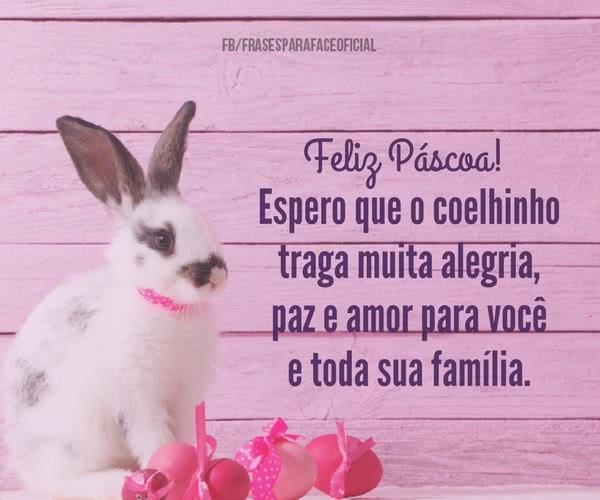 FB/FRASESPARAFACEOFICIAL
Feliz Páscoa!
Espero que o coelhinho
traga muita alegria,
paz e amor para você
e toda sua família.